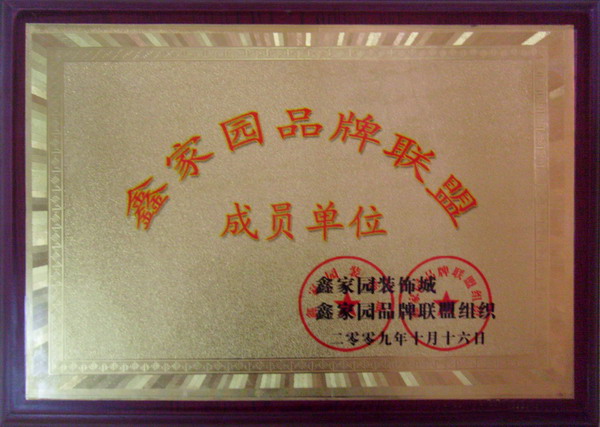 鑫家园品牌联盟
成员单位
鑫家园装饰城
鑫家园品牌联盟组织
二零零九年十月十六日